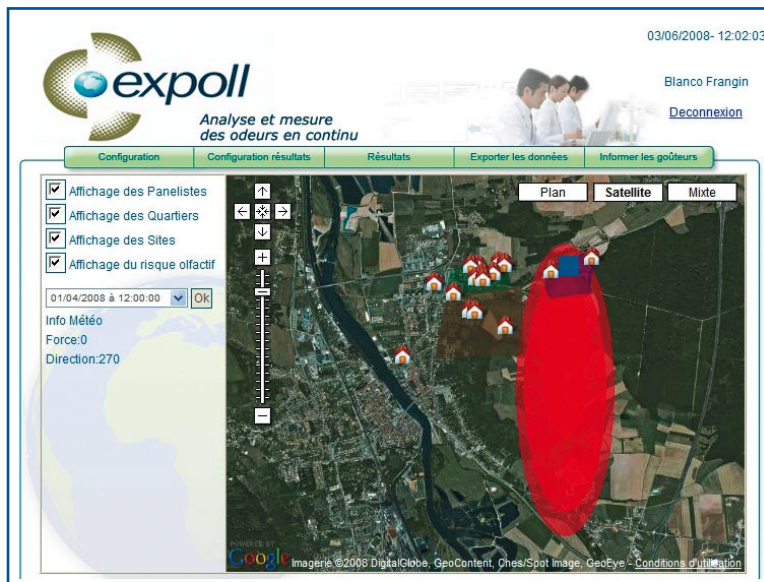 03/06/2008- 12:02:03
expoll
Blanco Frangin
Analyse et mesure
des odeurs en continu
Deconnexion
Configuration
Configuration résultats
Résultats
Exporter les données
Informer les goûteurs
Affichage des Panelistes
Affichage des Quartiers
Affichage des Sites
Affichage du risque olfactif
01/04/2008 à 12:00:00
Ok
Info Météo
Force:0
Direction:270
Plan
Satellite
Mixte
POWERED BY
Google
Imagerie ©2008 DigitalGlobe, GeoContent, Cnes/Spot Image, GeoEye - Conditions d'utilisation